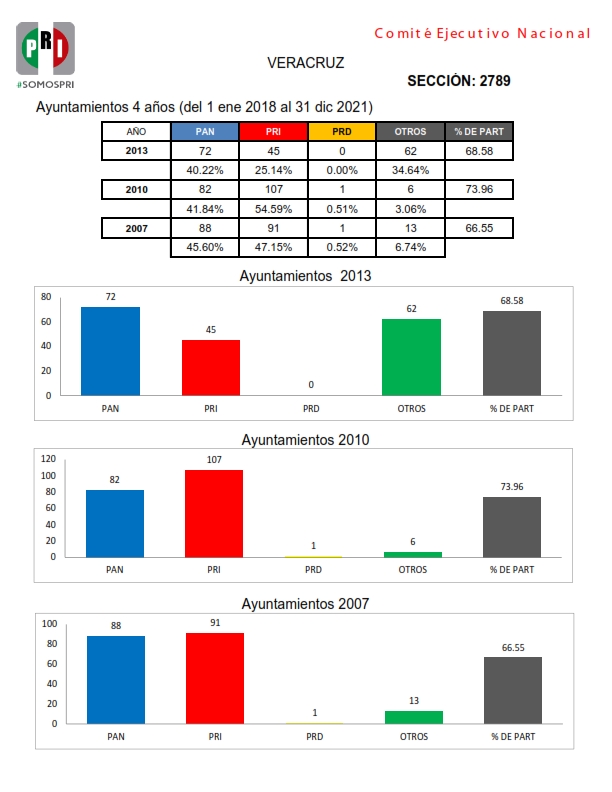 Comité Ejecutivo Nacional
PRI
#SOMOSPRI
VERACRUZ
SECCIÓN: 2789
Ayuntamientos 4 años (del 1 ene 2018 al 31 dic 2021)
AÑO PAN PRI PRD OTROS % DE PART
2013 72 45 0 62 68.58
40.22% 25.14% 0.00% 34.64%
2010 82 107 1 6 73.96
41.84% 54.59% 0.51% 3.06%
2007 88 91 1 13 66.55
45.60% 47.15% 0.52% 6.74%
Ayuntamientos 2013
80
60
40
20
0
72 45 0 62 68.58
PAN PRI PRD OTROS % DE PART
Ayuntamientos 2010
120
100
80
60
40
20
0
82 107 1 6 73.96
PAN PRI PRD OTROS % DE PART
Ayuntamientos 2007
100
80
60
40
20
0
88 91 1 13 66.55
PAN PRI PRD OTROS % DE PART